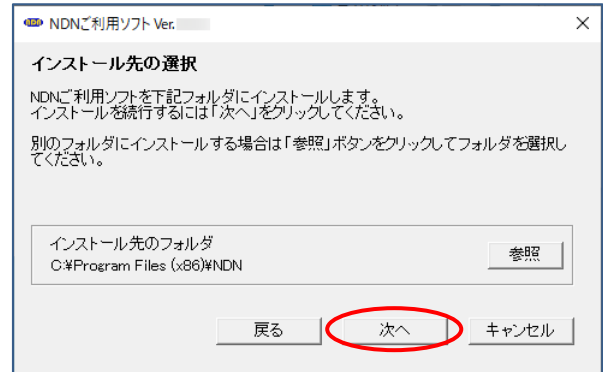 NDNご利用ソフト Ver.
インストール先の選択
NDNご利用ソフトを下記フォルダにインストールします。
インストールを続行するには「次へ」をクリックしてください。
別のフォルダにインストールする場合は「参照」ボタンをクリックしてフォルダを選択し
てください。
インストール先のフォルダ
C:¥Program Files (x86)¥NDN
参照
戻る
次へ
キャンセル